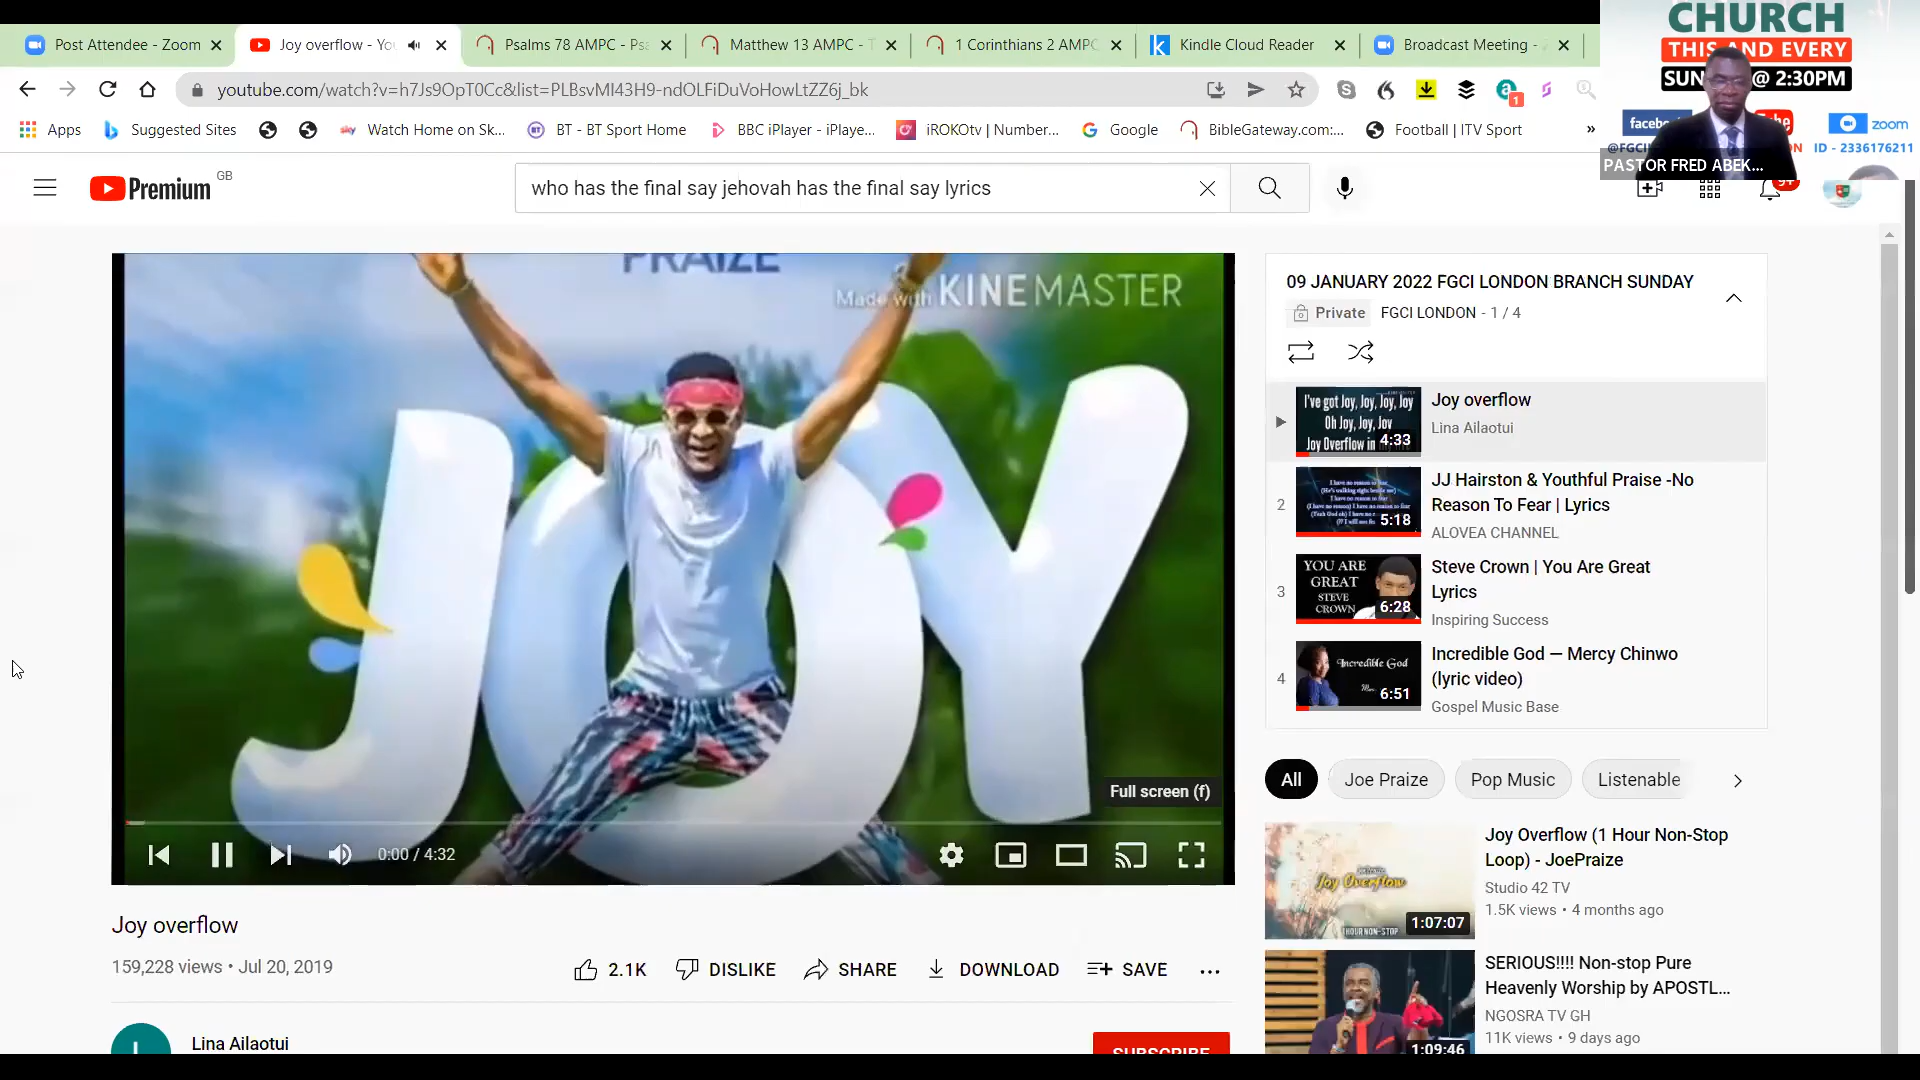 Post Attendee - Zoom
Joy overflow - You
Psalms 78 AMPC - Psa
Matthew 13 AMPC - T
1 Corinthians 2 AMPC
Kindle Cloud Reader
Broadcast Meeting -
youtube.com/watch?v=h7Js9OpT0Cc&list=PLBsvMI43H9-ndOLFiDuVoHowLtZZ6j_bk
1
Apps
Suggested Sites
Watch Home on Sk...
BT - BT Sport Home
BBC iPlayer - iPlaye...
iROKOtv | Number...
Google
BibleGateway.com:...
Football | ITV Sport
»
CHURCH
THIS AND EVERY
SUN @ 2:30PM
zoom
ID - 2336176211
PASTOR FRED ABEK...
Premium GB
who has the final say jehovah has the final say lyrics
9+
PRAIZE
Made with KINEMASTER
JOY
Full screen (f)
0:00 / 4:32
Joy overflow
159,228 views • Jul 20, 2019
2.1K
DISLIKE
SHARE
DOWNLOAD
SAVE
L
Lina Ailaotui
SUBSCRIBE
09 JANUARY 2022 FGCI LONDON BRANCH SUNDAY
Private
FGCI LONDON - 1 / 4
I've got Joy, Joy, Joy, Joy
Oh Joy, Joy, Joy
Joy Overflow in
4:33
Joy overflow
Lina Ailaotui
2
5:18
JJ Hairston & Youthful Praise -No
Reason To Fear | Lyrics
ALOVEA CHANNEL
3
YOU ARE
GREAT
STEVE
CROWN
6:28
Steve Crown | You Are Great
Lyrics
Inspiring Success
4
Incredible God
6:51
Incredible God — Mercy Chinwo
(lyric video)
Gospel Music Base
All
Joe Praize
Pop Music
Listenable
Joy Overflow
1 HOUR NON-STOP
1:07:07
Joy Overflow (1 Hour Non-Stop
Loop) - JoePraize
Studio 42 TV
1.5K views • 4 months ago
1:09:46
SERIOUS!!!! Non-stop Pure
Heavenly Worship by APOSTL...
NGOSRA TV GH
11K views • 9 days ago